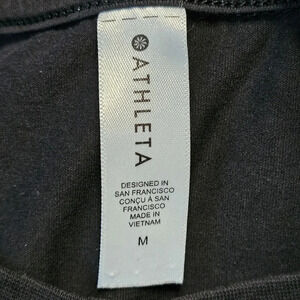 ATHLETA
DESIGNED IN
SAN FRANCISCO
CONÇU À SAN
FRANCISCO
MADE IN
VIETNAM
M